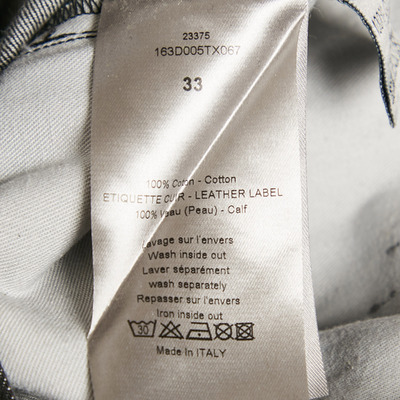 23375
163D005TX067
33
100% Coton - Cotton
ETIQUETTE CUIR - LEATHER LABEL
100% Veau (Peau) - Calf
Lavage sur l'envers
Wash inside out
Laver séparément
wash separately
Repasser sur l'envers
Iron inside out
30
Made In ITALY